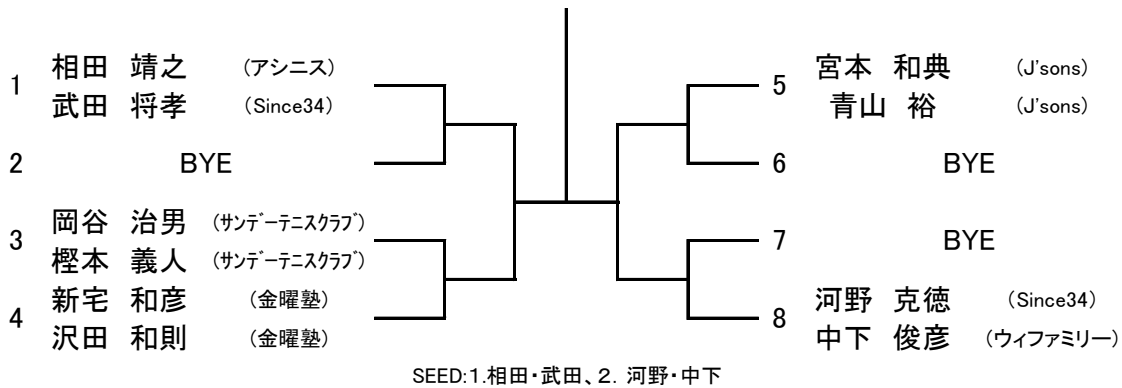 1 相田 靖之 (アシニス)
武田 将孝 (Since34)
2 BYE
3 岡谷 治男 (ｻﾝﾃﾞｰﾃﾆｽｸﾗﾌﾞ)
樫本 義人 (ｻﾝﾃﾞｰﾃﾆｽｸﾗﾌﾞ)
4 新宅 和彦 (金曜塾)
沢田 和則 (金曜塾)
5 宮本 和典 (J'sons)
青山 裕 (J'sons)
6 BYE
7 BYE
8 河野 克徳 (Since34)
中下 俊彦 (ウィファミリー)
SEED:1.相田・武田、2. 河野・中下